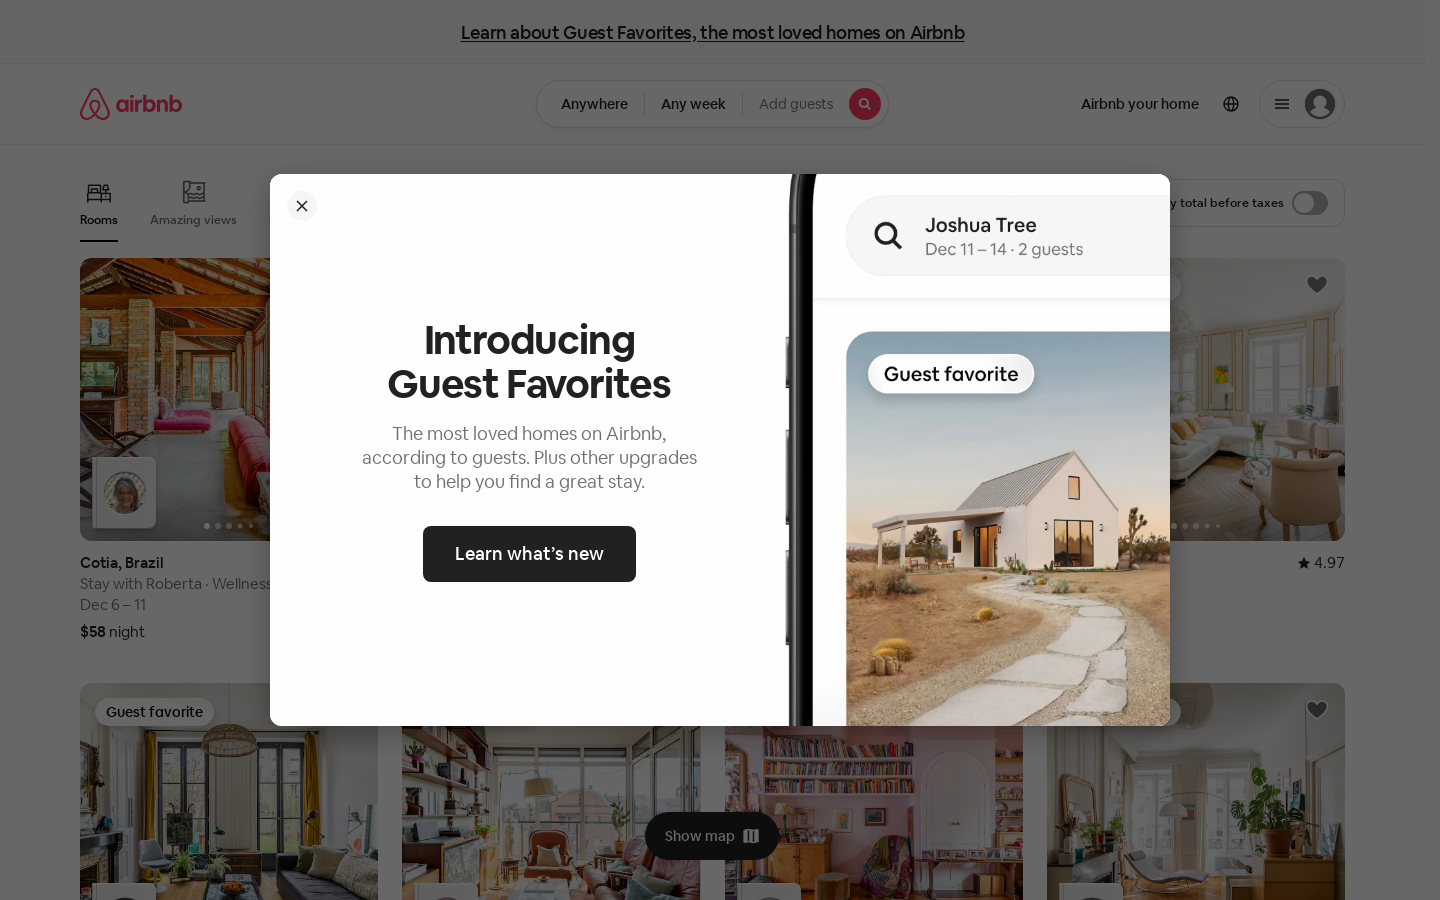 Learn about Guest Favorites, the most loved homes on Airbnb
airbnb
Anywhere
Any week
Add guests
Airbnb your home
Rooms
Amazing views
y total before taxes
Introducing
Guest Favorites
The most loved homes on Airbnb,
according to guests. Plus other upgrades
to help you find a great stay.
Learn what’s new
Joshua Tree
Dec 11 – 14 · 2 guests
Guest favorite
Cotia, Brazil
Stay with Roberta · Wellness
Dec 6 – 11
$58 night
4.97
Guest favorite
Show map